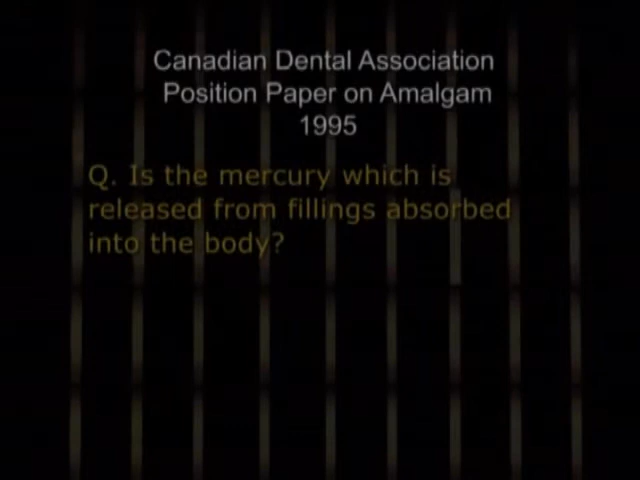 Canadian Dental Association
Position Paper on Amalgam
1995
Q. Is the mercury which is
released from fillings absorbed
into the body?